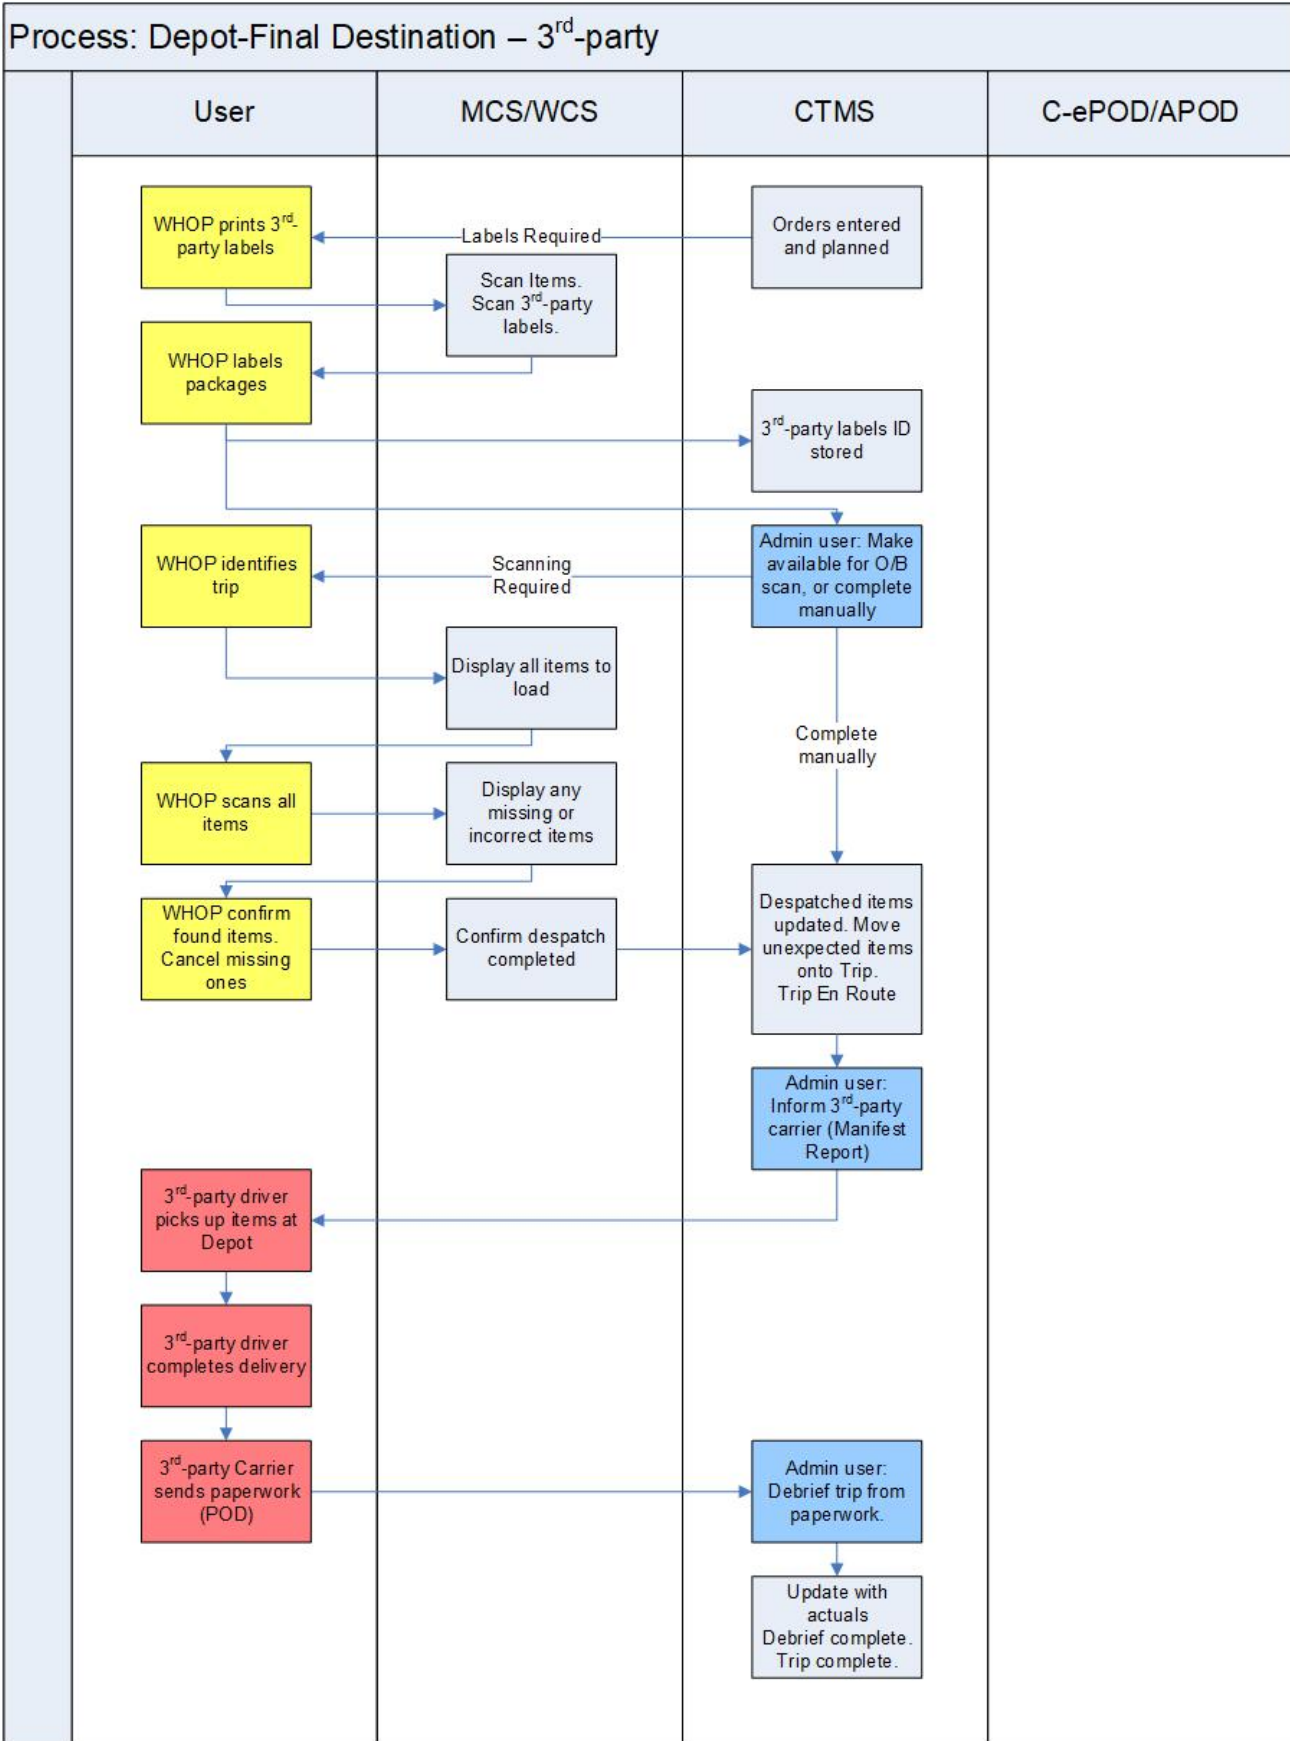 Process: Depot-Final Destination – 3rd-party
User
MCS/WCS
CTMS
C-ePOD/APOD
WHOP prints 3rd-
party labels
Labels Required
Orders entered
and planned
Scan Items.
Scan 3rd-party
labels.
WHOP labels
packages
3rd-party labels ID
stored
WHOP identifies
trip
Scanning
Required
Admin user: Make
available for O/B
scan, or complete
manually
Display all items to
load
Complete
manually
WHOP scans all
items
Display any
missing or
incorrect items
WHOP confirm
found items.
Cancel missing
ones
Confirm despatch
completed
Despatched items
updated. Move
unexpected items
onto Trip.
Trip En Route
Admin user:
Inform 3rd-party
carrier (Manifest
Report)
3rd-party driver
picks up items at
Depot
3rd-party driver
completes delivery
3rd-party Carrier
sends paperwork
(POD)
Admin user:
Debrief trip from
paperwork.
Update with
actuals
Debrief complete.
Trip complete.